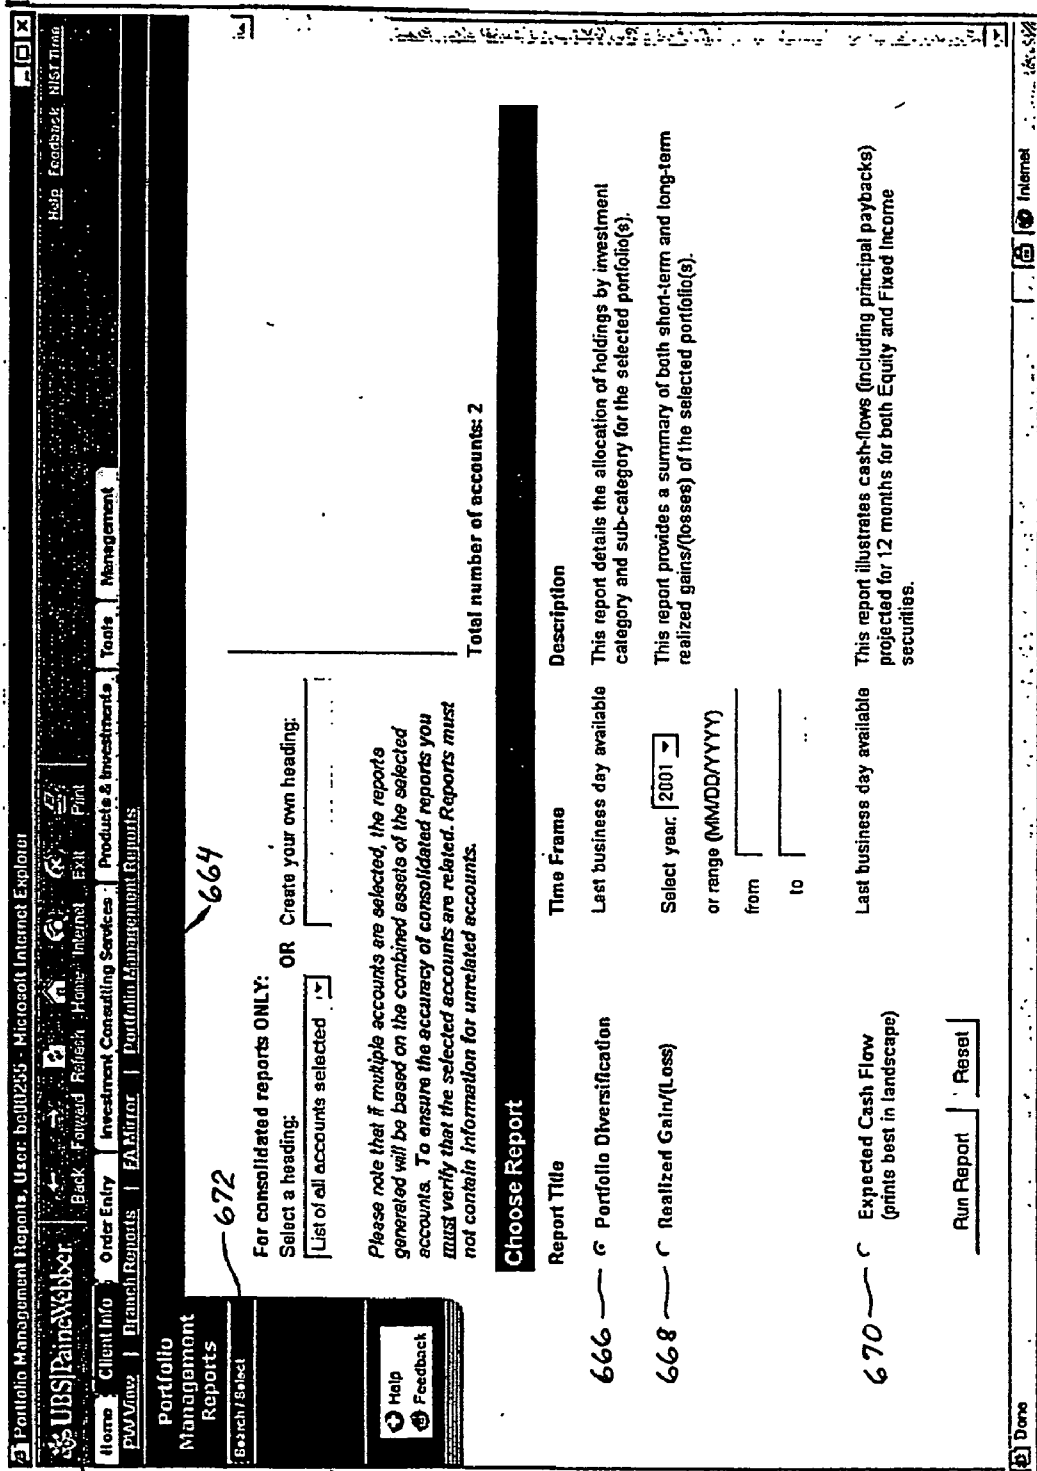 Portfolio Management Reports, User: bc00255 - Microsoft Internet Explorer
UBS|PaineWebber
Back Forward Refresh Home Internet Exit Print
Help Feedback NIST Time
Home Client Info Order Entry Investment Consulting Services Products & Investments Tools Management
PWView | Branch Reports | FA Mirror | Portfolio Management Reports
Portfolio
Management
Reports
Search / Select
Help
Feedback
672
664
For consolidated reports ONLY:
Select a heading:
OR Create your own heading:
List of all accounts selected
Please note that if multiple accounts are selected, the reports
generated will be based on the combined assets of the selected
accounts. To ensure the accuracy of consolidated reports you
must verify that the selected accounts are related. Reports must
not contain information for unrelated accounts.
Total number of accounts: 2
Choose Report
Report Title Time Frame Description
666 Portfolio Diversification Last business day available This report details the allocation of holdings by investment
category and sub-category for the selected portfolio(s).
668 Realized Gain/(Loss) Select year. 2001 This report provides a summary of both short-term and long-term
realized gains/(losses) of the selected portfolio(s).
or range (MM/DD/YYYY)
from
to
670 Expected Cash Flow Last business day available This report illustrates cash-flows (including principal paybacks)
(prints best in landscape) projected for 12 months for both Equity and Fixed Income
securities.
Run Report Reset
Done
Internet